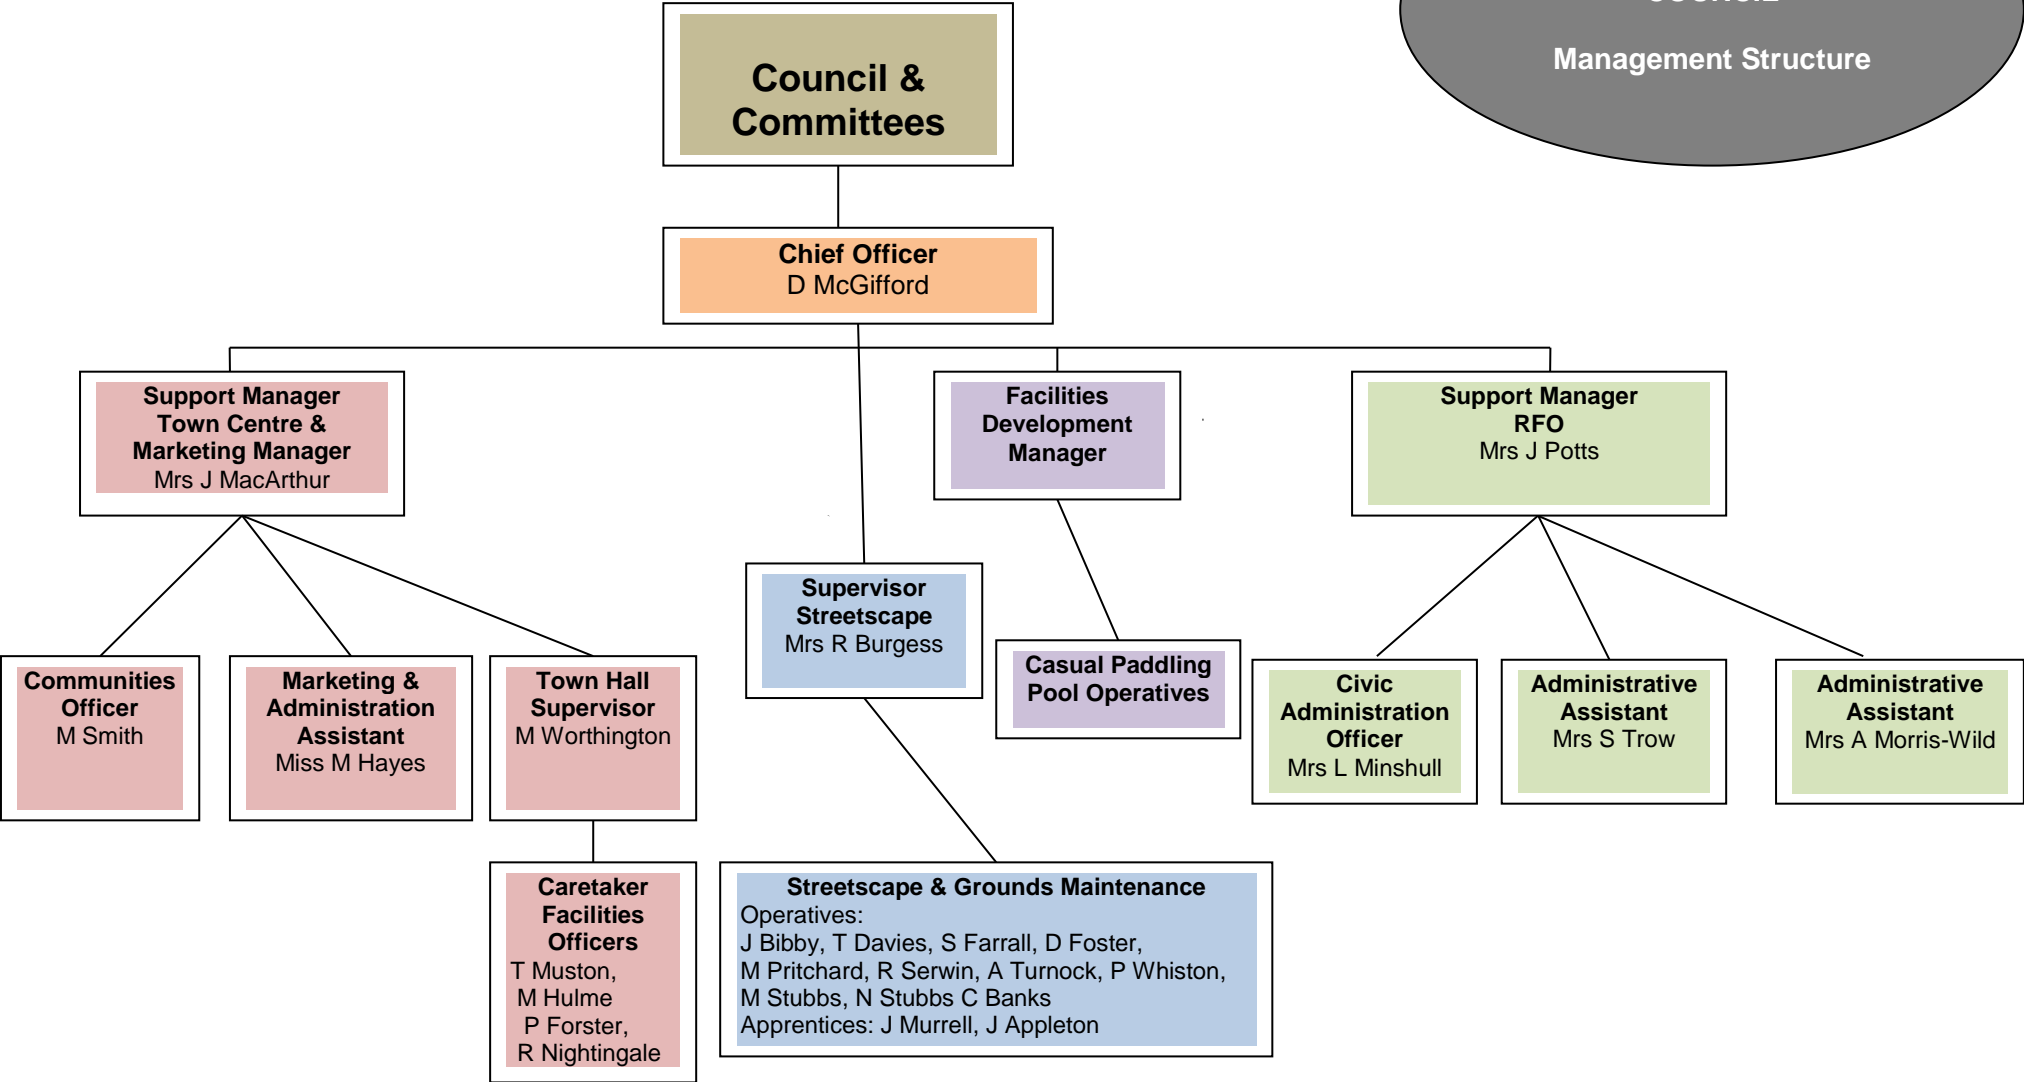 Management Structure
Council &
Committees
Chief Officer
D McGifford
Support Manager
Town Centre &
Marketing Manager
Mrs J MacArthur
Facilities
Development
Manager
Support Manager
RFO
Mrs J Potts
Supervisor
Streetscape
Mrs R Burgess
Casual Paddling
Pool Operatives
Communities
Officer
M Smith
Marketing &
Administration
Assistant
Miss M Hayes
Town Hall
Supervisor
M Worthington
Civic
Administration
Officer
Mrs L Minshull
Administrative
Assistant
Mrs S Trow
Administrative
Assistant
Mrs A Morris-Wild
Caretaker
Facilities
Officers
T Muston,
M Hulme
P Forster,
R Nightingale
Streetscape & Grounds Maintenance
Operatives:
J Bibby, T Davies, S Farrall, D Foster,
M Pritchard, R Serwin, A Turnock, P Whiston,
M Stubbs, N Stubbs C Banks
Apprentices: J Murrell, J Appleton